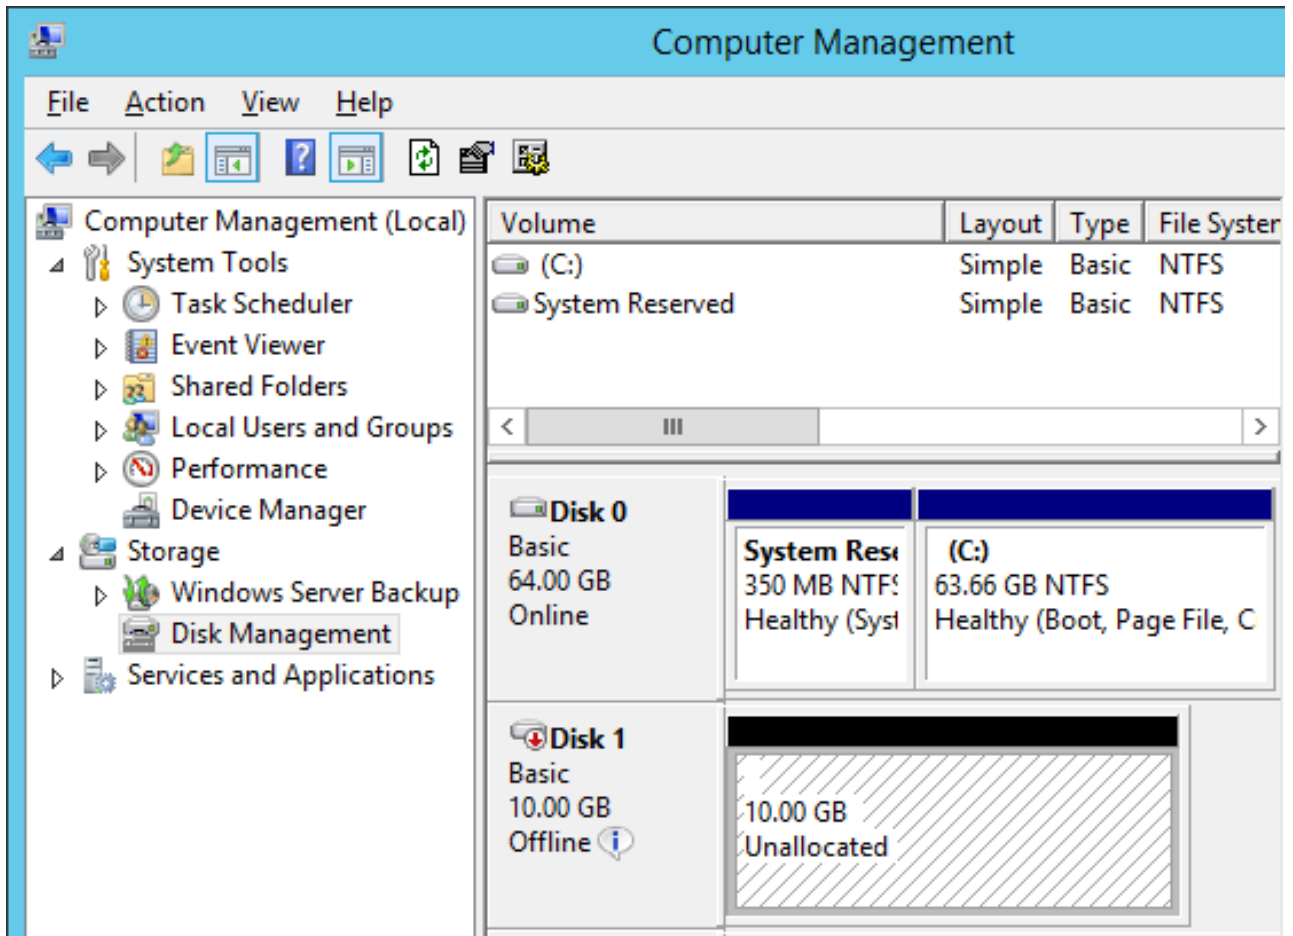 Computer Management
File Action View Help
Computer Management (Local)
System Tools
Task Scheduler
Event Viewer
Shared Folders
Local Users and Groups
Performance
Device Manager
Storage
Windows Server Backup
Disk Management
Services and Applications
Volume Layout Type File System
(C:) Simple Basic NTFS
System Reserved Simple Basic NTFS
Disk 0
Basic
64.00 GB
Online
System Rese
350 MB NTFS
Healthy (Syst
(C:)
63.66 GB NTFS
Healthy (Boot, Page File, C
Disk 1
Basic
10.00 GB
Offline
10.00 GB
Unallocated